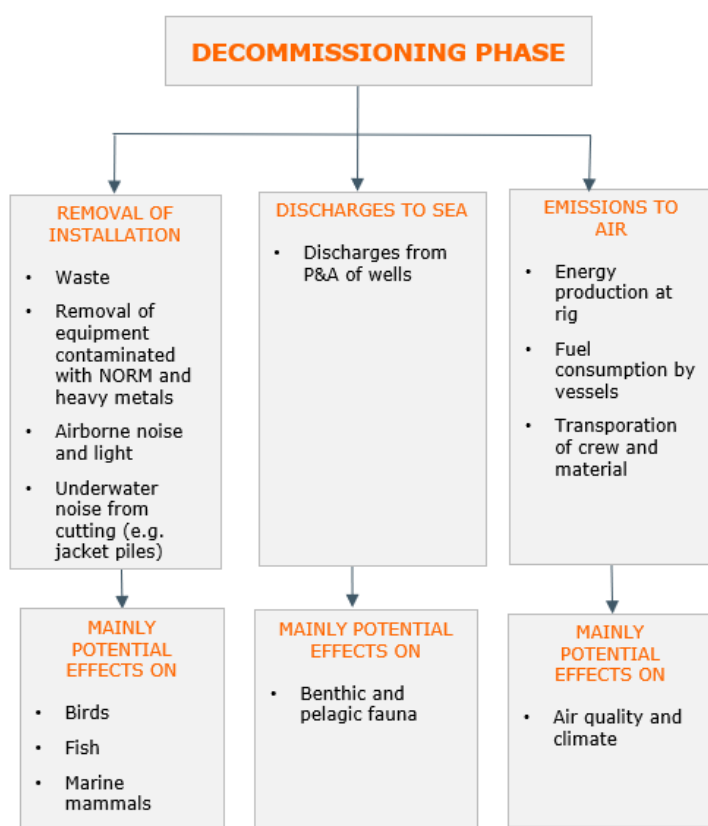 DECOMMISSIONING PHASE
REMOVAL OF
INSTALLATION
• Waste
• Removal of
equipment
contaminated
with NORM and
heavy metals
• Airborne noise
and light
• Underwater
noise from
cutting (e.g.
jacket piles)
DISCHARGES TO SEA
• Discharges from
P&A of wells
EMISSIONS TO
AIR
• Energy
production at
rig
• Fuel
consumption by
vessels
• Transporation
of crew and
material
MAINLY
POTENTIAL
EFFECTS ON
• Birds
• Fish
• Marine
mammals
MAINLY POTENTIAL
EFFECTS ON
• Benthic and
pelagic fauna
MAINLY
POTENTIAL
EFFECTS ON
• Air quality and
climate